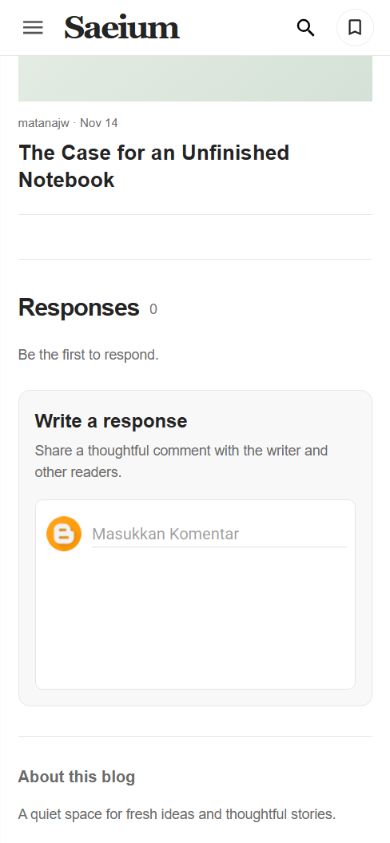 Saeium
matanajw · Nov 14
The Case for an Unfinished
Notebook
Responses 0
Be the first to respond.
Write a response
Share a thoughtful comment with the writer and
other readers.
Masukkan Komentar
About this blog
A quiet space for fresh ideas and thoughtful stories.